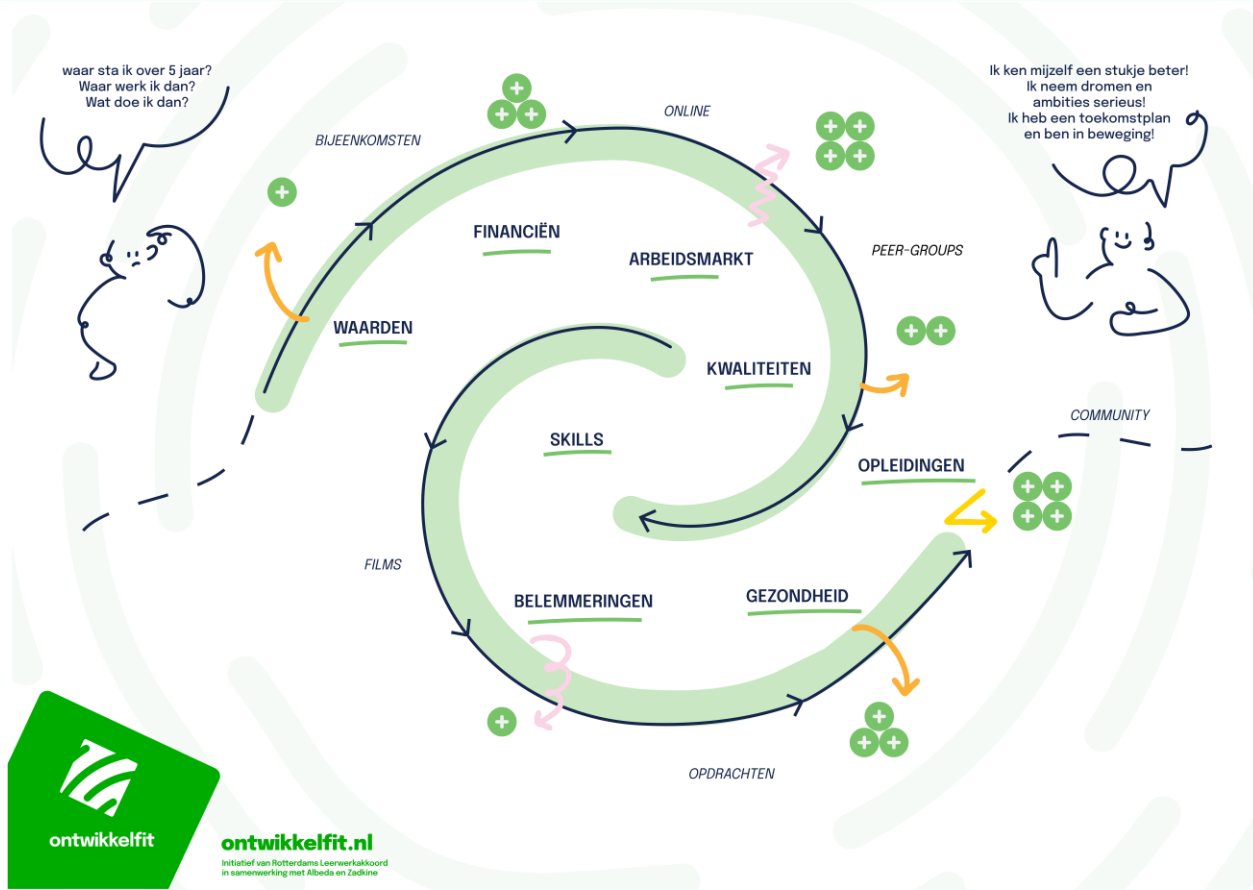 waar sta ik over 5 jaar?
Waar werk ik dan?
Wat doe ik dan?
Ik ken mijzelf een stukje beter!
Ik neem dromen en
ambities serieus!
Ik heb een toekomstplan
en ben in beweging!
BIJEENKOMSTEN
ONLINE
PEER-GROUPS
COMMUNITY
FINANCIËN
ARBEIDSMARKT
WAARDEN
KWALITEITEN
SKILLS
OPLEIDINGEN
FILMS
BELEMMERINGEN
GEZONDHEID
OPDRACHTEN
ontwikkelfit
ontwikkelfit.nl
Initiatief van Rotterdams Leerwerkakkoord
in samenwerking met Albeda en Zadkine